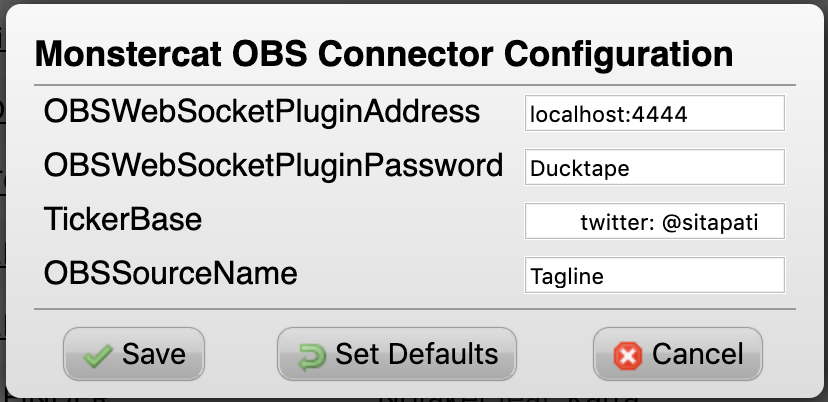 Monstercat OBS Connector Configuration
OBSWebSocketPluginAddress localhost:4444
OBSWebSocketPluginPassword Ducktape
TickerBase twitter: @sitapati
OBSSourceName Tagline
Save Set Defaults Cancel